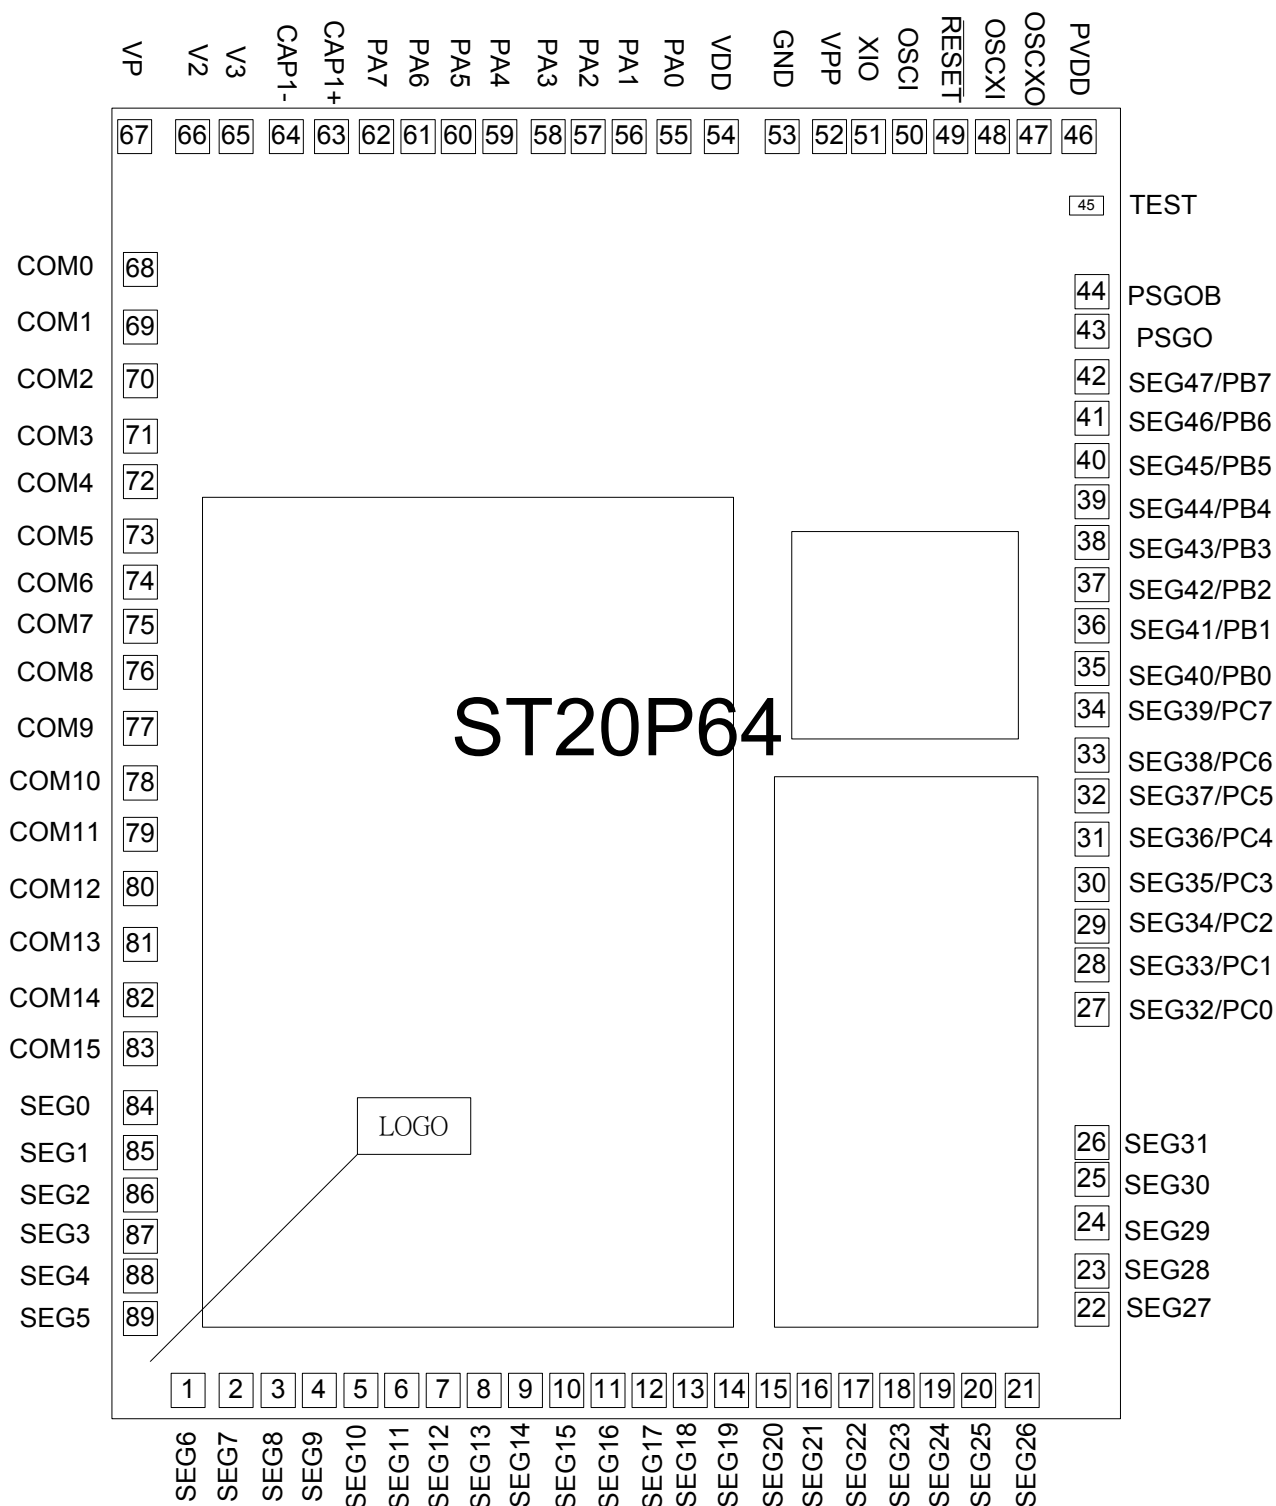 VP V2 V3 CAP1- CAP1+ PA7 PA6 PA5 PA4 PA3 PA2 PA1 PA0 VDD GND VPP XIO OSCI RESET OSCXI OSCXO PVDD
67 66 65 64 63 62 61 60 59 58 57 56 55 54 53 52 51 50 49 48 47 46
45 TEST
COM0 68
44 PSGOB
COM1 69
43 PSGO
COM2 70
42 SEG47/PB7
41 SEG46/PB6
COM3 71
40 SEG45/PB5
COM4 72
39 SEG44/PB4
COM5 73
38 SEG43/PB3
COM6 74
37 SEG42/PB2
COM7 75
36 SEG41/PB1
COM8 76
35 SEG40/PB0
34 SEG39/PC7
COM9 77
ST20P64
33 SEG38/PC6
COM10 78
32 SEG37/PC5
COM11 79
31 SEG36/PC4
COM12 80
30 SEG35/PC3
29 SEG34/PC2
COM13 81
28 SEG33/PC1
COM14 82
27 SEG32/PC0
COM15 83
SEG0 84
LOGO
26 SEG31
SEG1 85
25 SEG30
SEG2 86
24 SEG29
SEG3 87
23 SEG28
SEG4 88
22 SEG27
SEG5 89
1 2 3 4 5 6 7 8 9 10 11 12 13 14 15 16 17 18 19 20 21
SEG6 SEG7 SEG8 SEG9 SEG10 SEG11 SEG12 SEG13 SEG14 SEG15 SEG16 SEG17 SEG18 SEG19 SEG20 SEG21 SEG22 SEG23 SEG24 SEG25 SEG26